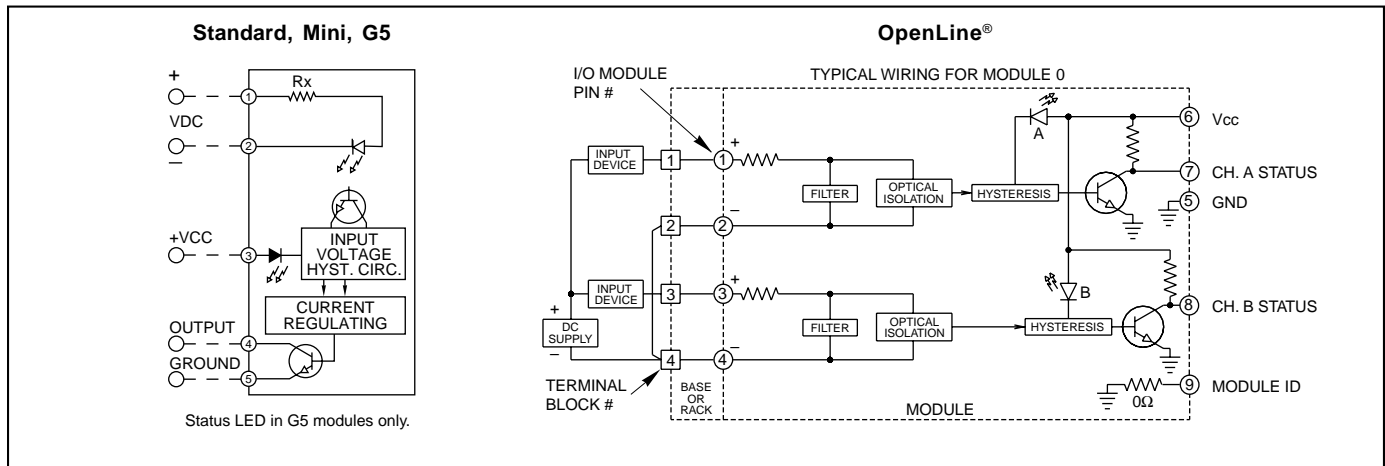 Standard, Mini, G5
+
Rx
1
VDC
2
–
+VCC
3
INPUT
VOLTAGE
HYST. CIRC.
CURRENT
REGULATING
OUTPUT
4
GROUND
5
Status LED in G5 modules only.
OpenLine®
I/O MODULE
PIN #
TYPICAL WIRING FOR MODULE 0
A
6
Vcc
INPUT
DEVICE
1
1
+
FILTER
OPTICAL
ISOLATION
HYSTERESIS
7
CH. A STATUS
5
GND
2
2
–
INPUT
DEVICE
3
3
+
B
8
CH. B STATUS
+
DC
SUPPLY
–
FILTER
OPTICAL
ISOLATION
HYSTERESIS
4
4
–
TERMINAL
BLOCK #
BASE
OR
RACK
MODULE
0Ω
9
MODULE ID